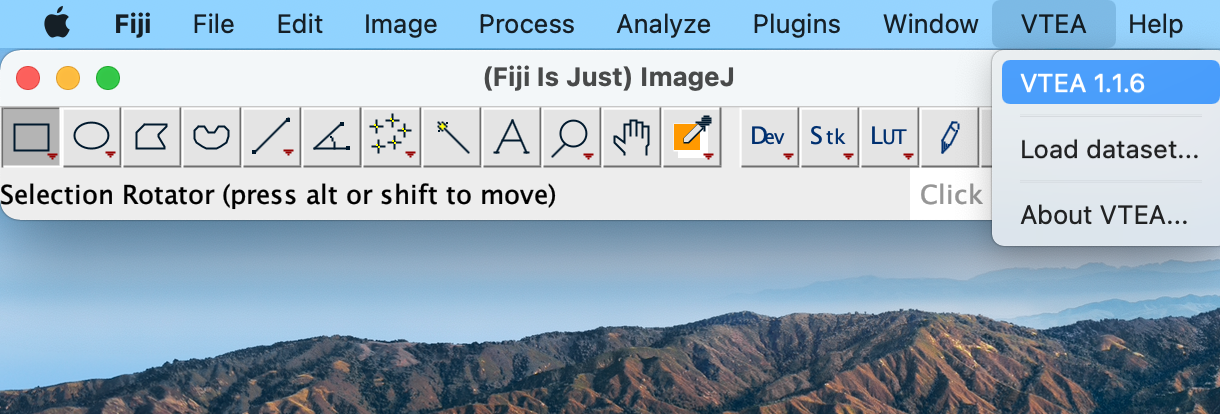 Fiji File Edit Image Process Analyze Plugins Window VTEA Help
(Fiji Is Just) ImageJ
VTEA 1.1.6
A Dev Stk LUT
Load dataset...
Selection Rotator (press alt or shift to move)
Click
About VTEA...